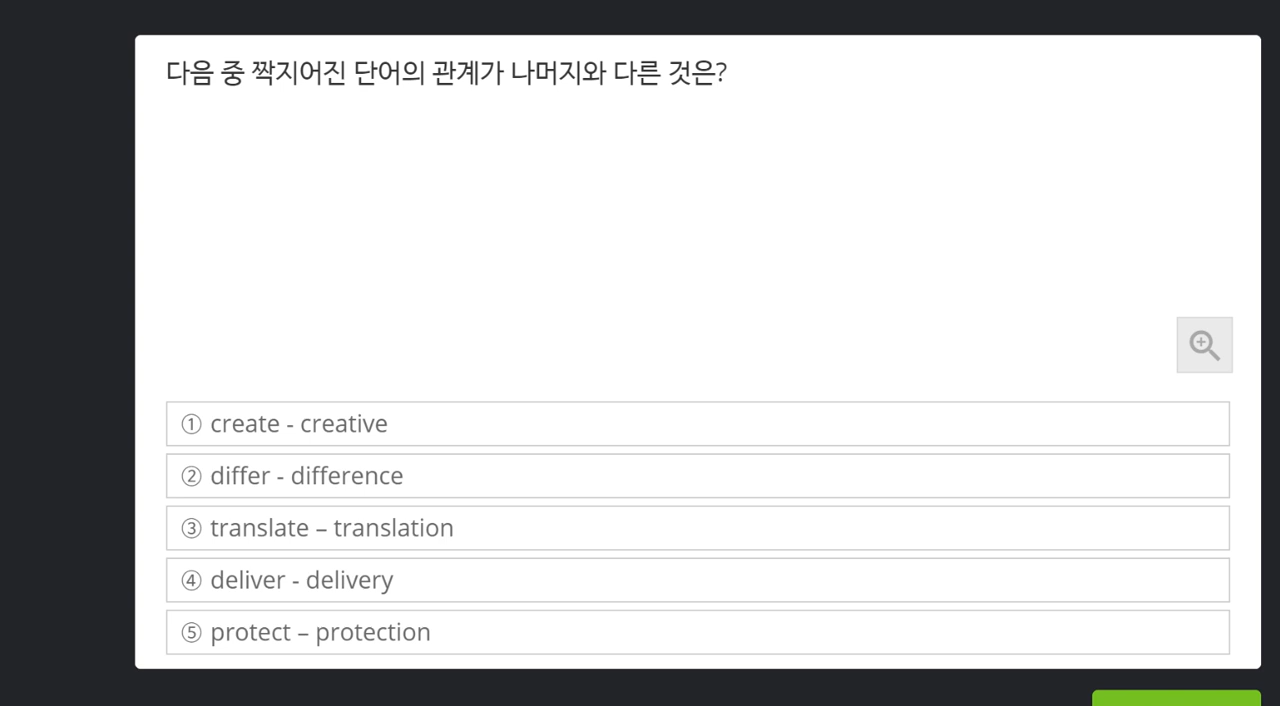 다음 중 짝지어진 단어의 관계가 나머지와 다른 것은?
① create - creative
② differ - difference
③ translate – translation
④ deliver - delivery
⑤ protect – protection